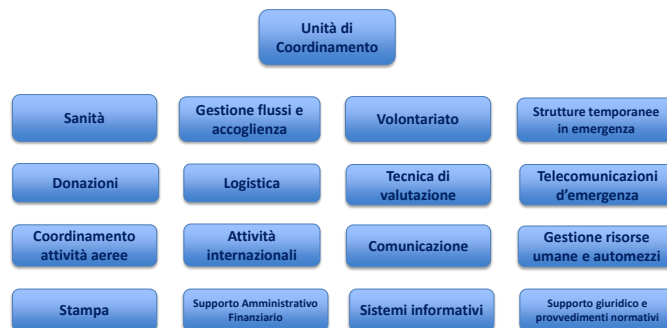 Unità di
Coordinamento
Sanità
Gestione flussi e
accoglienza
Volontariato
Strutture temporanee
in emergenza
Donazioni
Logistica
Tecnica di
valutazione
Telecomunicazioni
d'emergenza
Coordinamento
attività aeree
Attività
internazionali
Comunicazione
Gestione risorse
umane e automezzi
Stampa
Supporto Amministrativo
Finanziario
Sistemi informativi
Supporto giuridico e
provvedimenti normativi